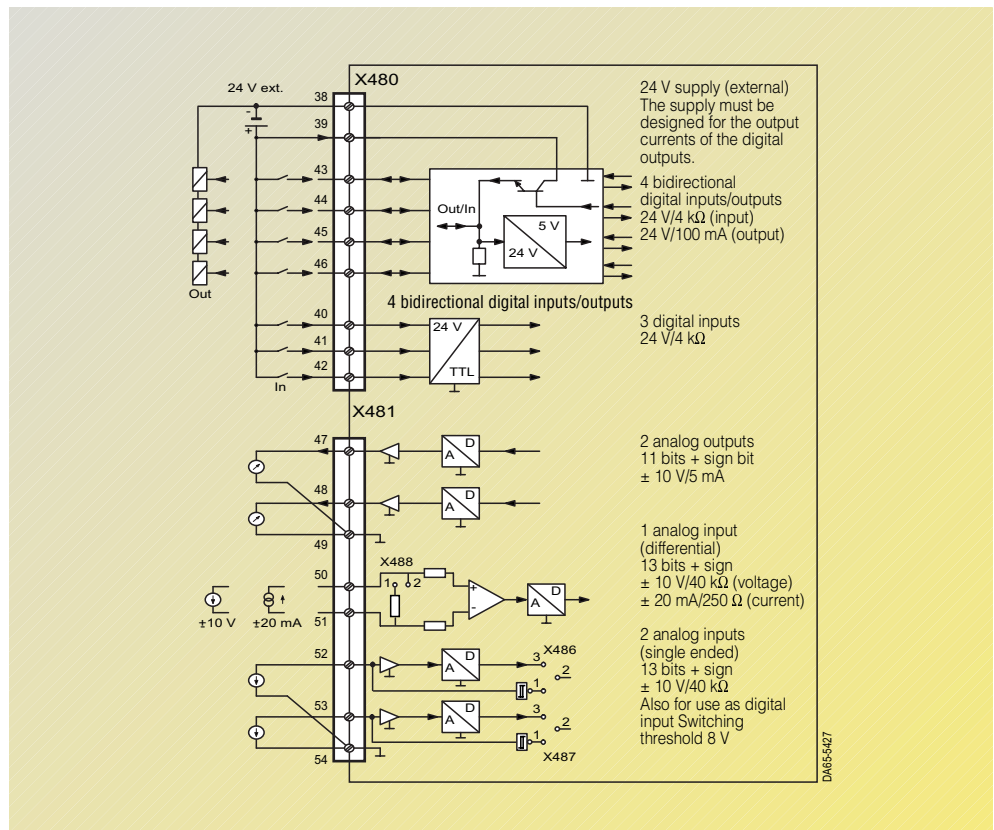 X480
24 V ext.
38
-
+
39
43
44
45
46
Out
Out/In
5 V
24 V
4 bidirectional digital inputs/outputs
40
41
42
In
24 V
TTL
24 V supply (external)
The supply must be
designed for the output
currents of the digital
outputs.
4 bidirectional
digital inputs/outputs
24 V/4 kΩ (input)
24 V/100 mA (output)
3 digital inputs
24 V/4 kΩ
X481
47
D
A
48
D
A
49
2 analog outputs
11 bits + sign bit
± 10 V/5 mA
50
X488
1 2
+
-
D
A
51
±10 V
±20 mA
1 analog input
(differential)
13 bits + sign
± 10 V/40 kΩ (voltage)
± 20 mA/250 Ω (current)
52
D
A
3
X486
2
1
53
D
A
3
2
1
X487
54
2 analog inputs
(single ended)
13 bits + sign
± 10 V/40 kΩ
Also for use as digital
input Switching
threshold 8 V
DA65-5427